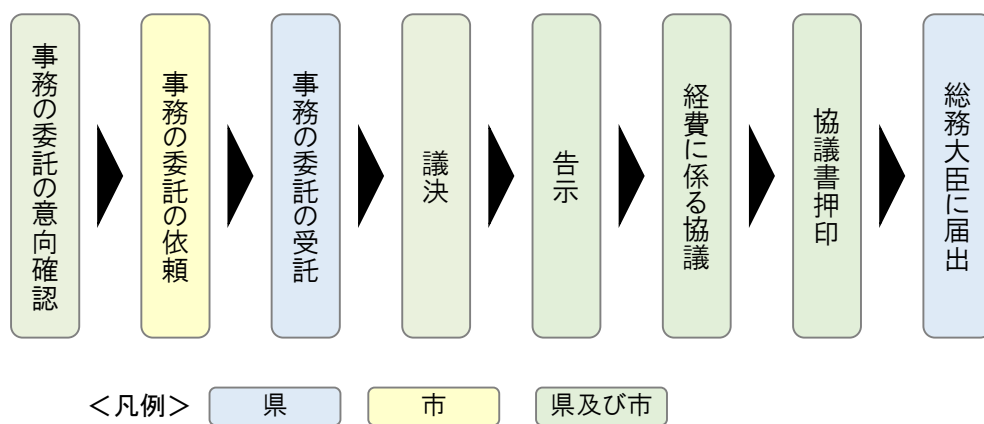 事務の委託の意向確認
事務の委託の依頼
事務の委託の受託
議決
告示
経費に係る協議
協議書押印
総務大臣に届出
＜凡例＞ 県 市 県及び市